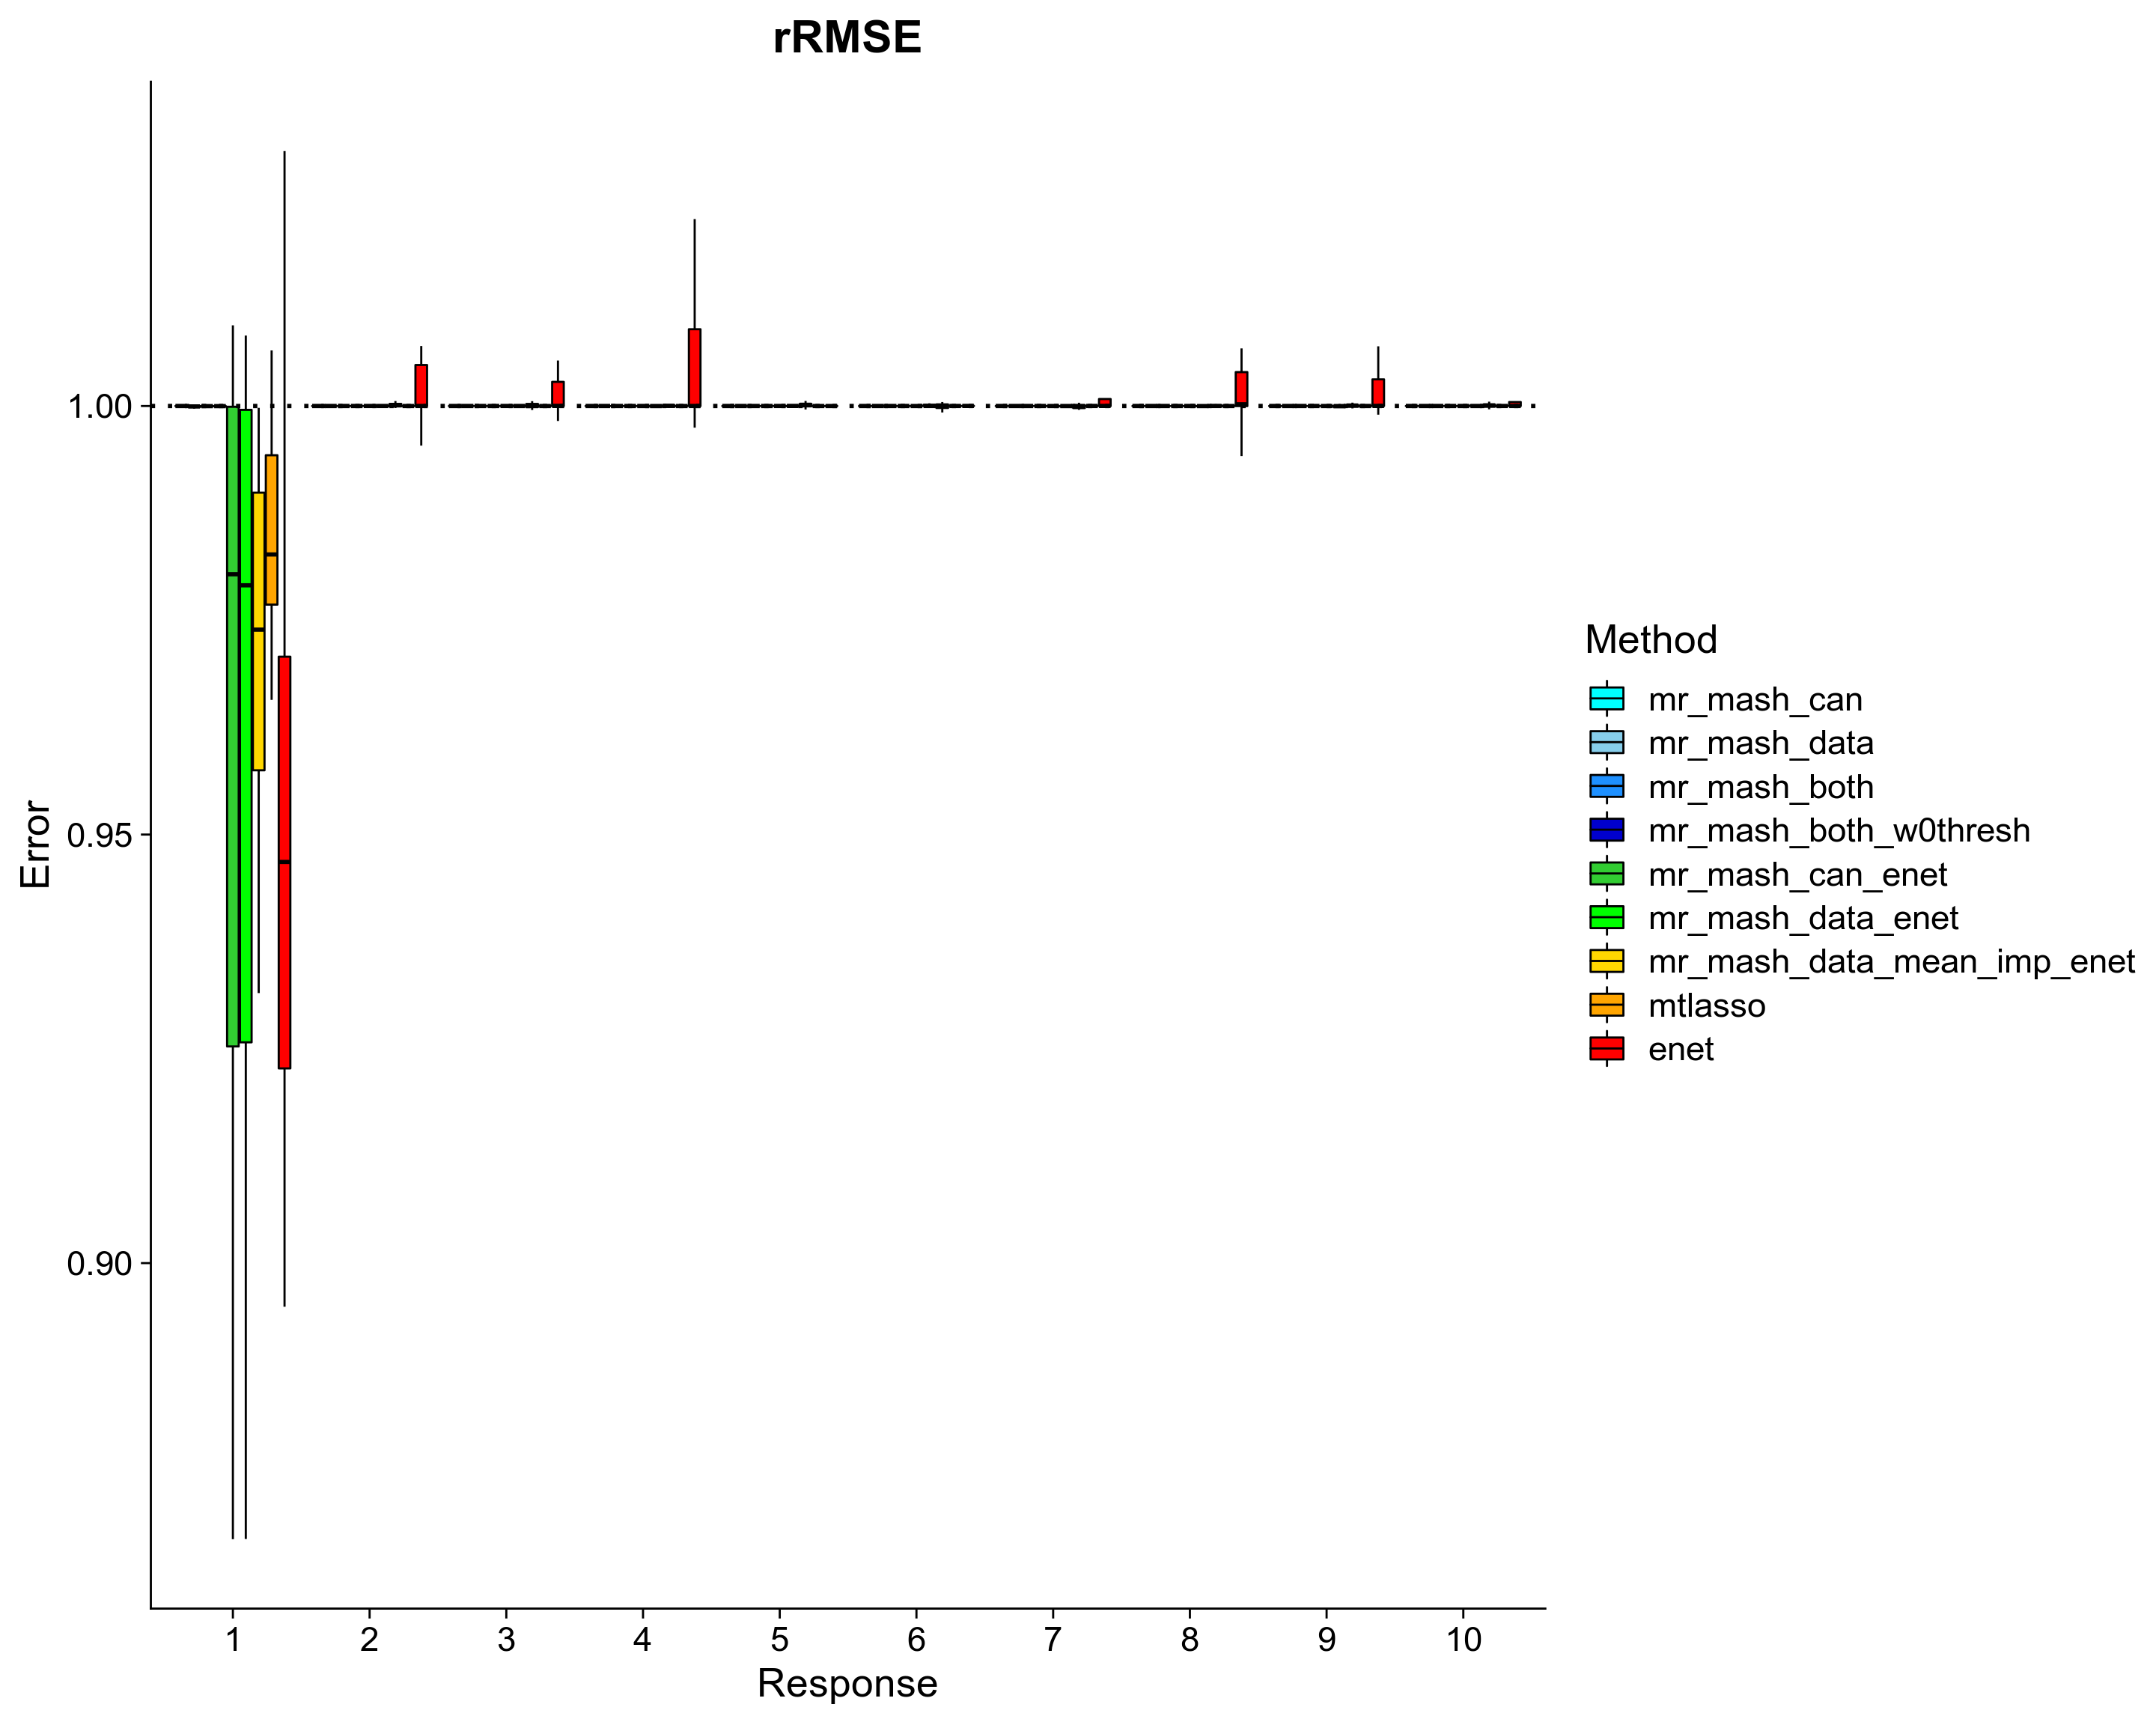 rRMSE
1.00
0.95
0.90
Error
1 2 3 4 5 6 7 8 9 10
Response
Method
mr_mash_can
mr_mash_data
mr_mash_both
mr_mash_both_w0thresh
mr_mash_can_enet
mr_mash_data_enet
mr_mash_data_mean_imp_enet
mtlasso
enet